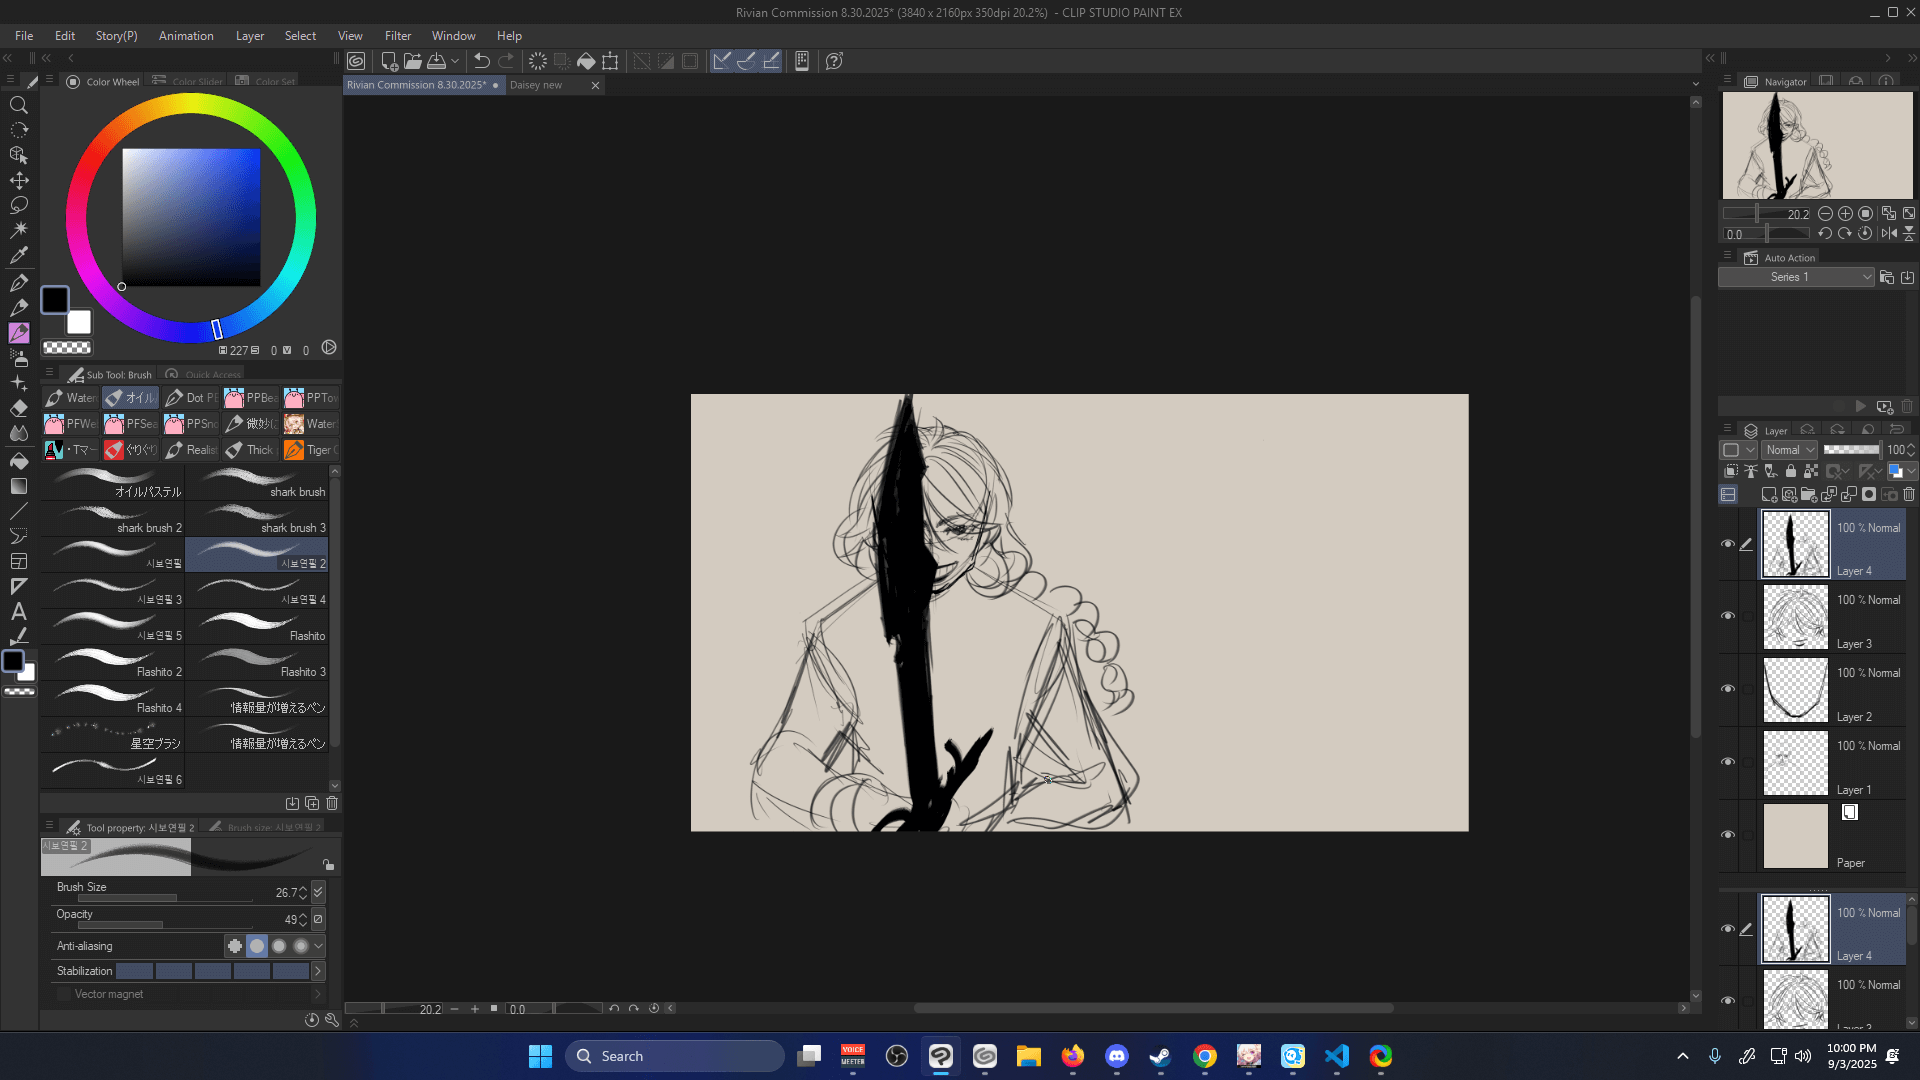 Rivian Commission 8.30.2025* (3840 x 2160px 350dpi 20.2%) - CLIP STUDIO PAINT EX
File Edit Story(P) Animation Layer Select View Filter Window Help
Color Wheel Color Slider Color Set
Rivian Commission 8.30.2025* Daisey new
Navigator
20.2
0.0
227 S 0 V 0
Auto Action
Series 1
Sub Tool: Brush Quick Access
Water オイル Dot PE PPBea PPTo
PFWe PFSea PPSno 微妙に Water
・Tマー ぐりぐり Realis Thick Tiger
オイルパステル shark brush
shark brush 2 shark brush 3
시보연필 시보연필 2
시보연필 3 시보연필 4
시보연필 5 Flashito
Flashito 2 Flashito 3
Flashito 4 情報量が増えるペン
星空ブラシ 情報量が増えるペン
시보연필 6
Tool property: 시보연필 2 Brush size: 시보연필 2
시보연필 2
Brush Size 26.7
Opacity 49
Anti-aliasing
Stabilization
Vector magnet
20.2 0.0
Layer
Normal 100
100 % Normal
Layer 4
100 % Normal
Layer 3
100 % Normal
Layer 2
100 % Normal
Layer 1
Paper
100 % Normal
Layer 4
100 % Normal
Search
VOICE
MEETER
10:00 PM
9/3/2025